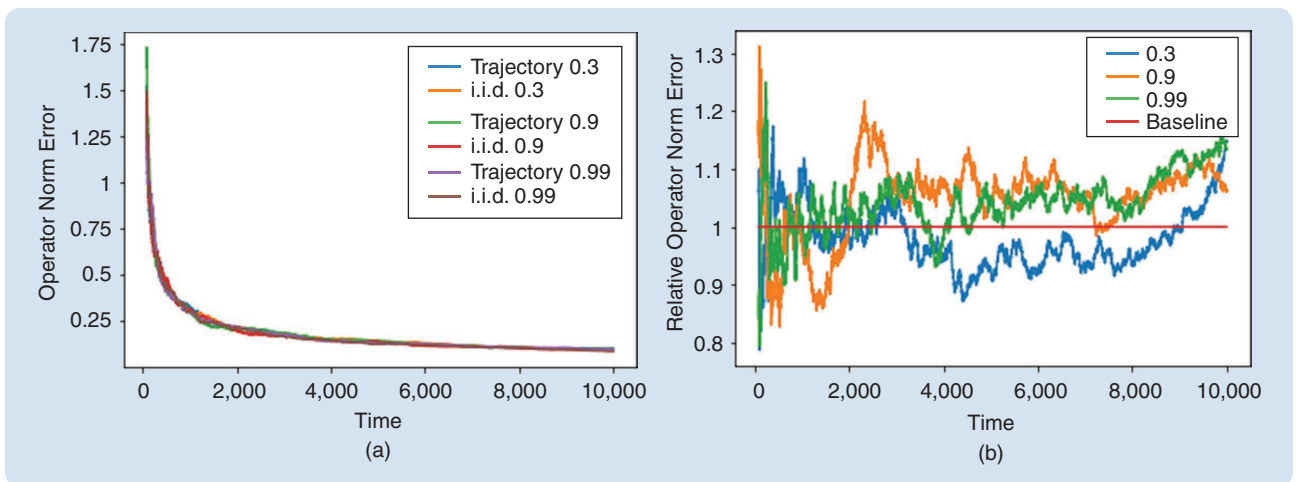 Operator Norm Error
1.75
1.5
1.25
1
0.75
0.5
0.25
Trajectory 0.3
i.i.d. 0.3
Trajectory 0.9
i.i.d. 0.9
Trajectory 0.99
i.i.d. 0.99
0
2,000
4,000
6,000
8,000
10,000
Time
(a)
Relative Operator Norm Error
1.3
1.2
1.1
1
0.9
0.8
0.3
0.9
0.99
Baseline
0
2,000
4,000
6,000
8,000
10,000
Time
(b)